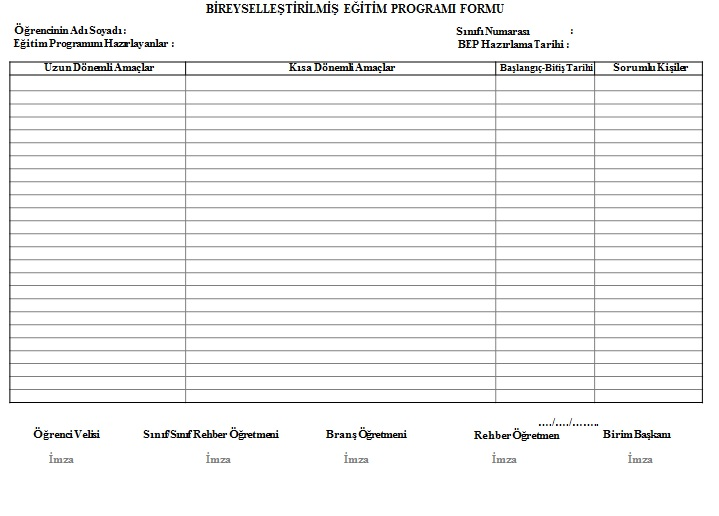 BİREYSELLEŞTİRİLMİŞ EĞİTİM PROGRAMI FORMU
Öğrencinin Adı Soyadı :
Sınıfı Numarası :
Eğitim Programını Hazırlayanlar :
BEP Hazırlama Tarihi :
Uzun Dönemli Amaçlar
Kısa Dönemli Amaçlar
Başlangıç-Bitiş Tarihi
Sorumlu Kişiler
…./…./……..
Öğrenci Velisi
Sınıf/Sınıf Rehber Öğretmeni
Branş Öğretmeni
Rehber Öğretmen
Birim Başkanı
İmza
İmza
İmza
İmza
İmza